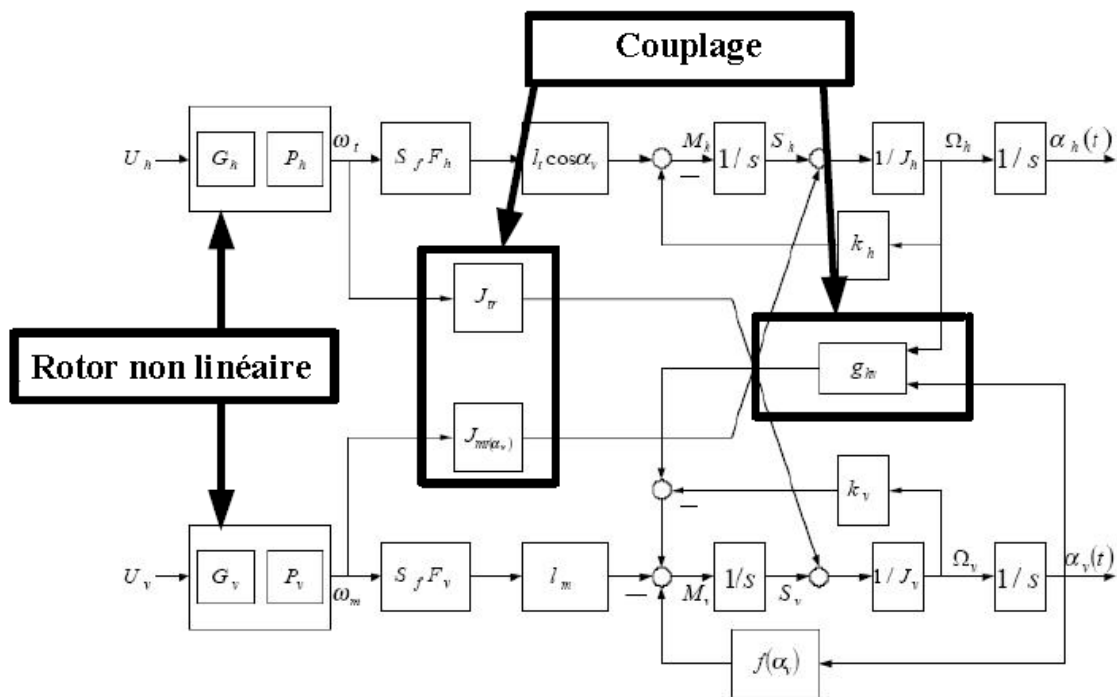 Couplage
U_h
G_h
P_h
ω_t
S_f F_h
l_t cosα_v
−
M_h
1/s
S_h
1/J_h
Ω_h
1/s
α_h(t)
k_h
J_tr
Rotor non linéaire
g_hv
J_mr(α_v)
k_v
−
U_v
G_v
P_v
ω_m
S_f F_v
l_m
−
M_v
1/s
S_v
1/J_v
Ω_v
1/s
α_v(t)
f(α_v)